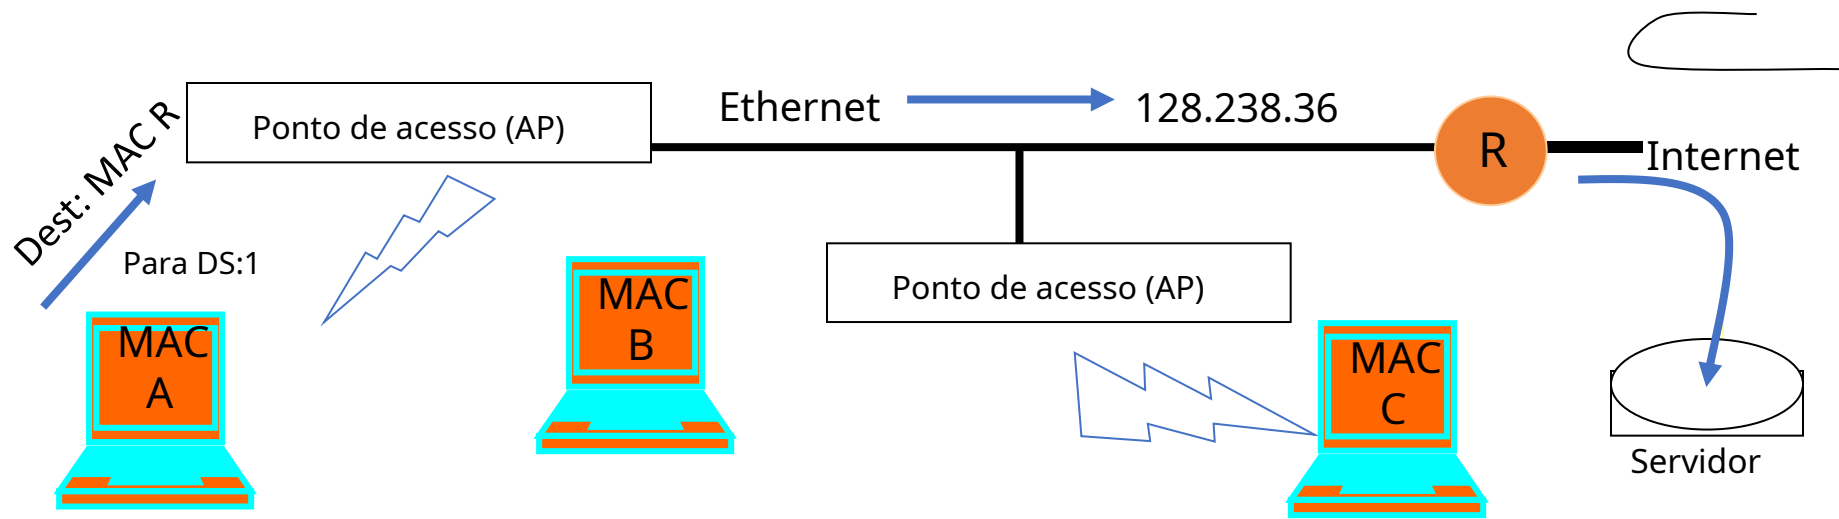 Dest: MAC R
Ponto de acesso (AP)
Ethernet
128.238.36
R
Internet
Para DS:1
MAC
A
MAC
B
Ponto de acesso (AP)
MAC
C
Servidor